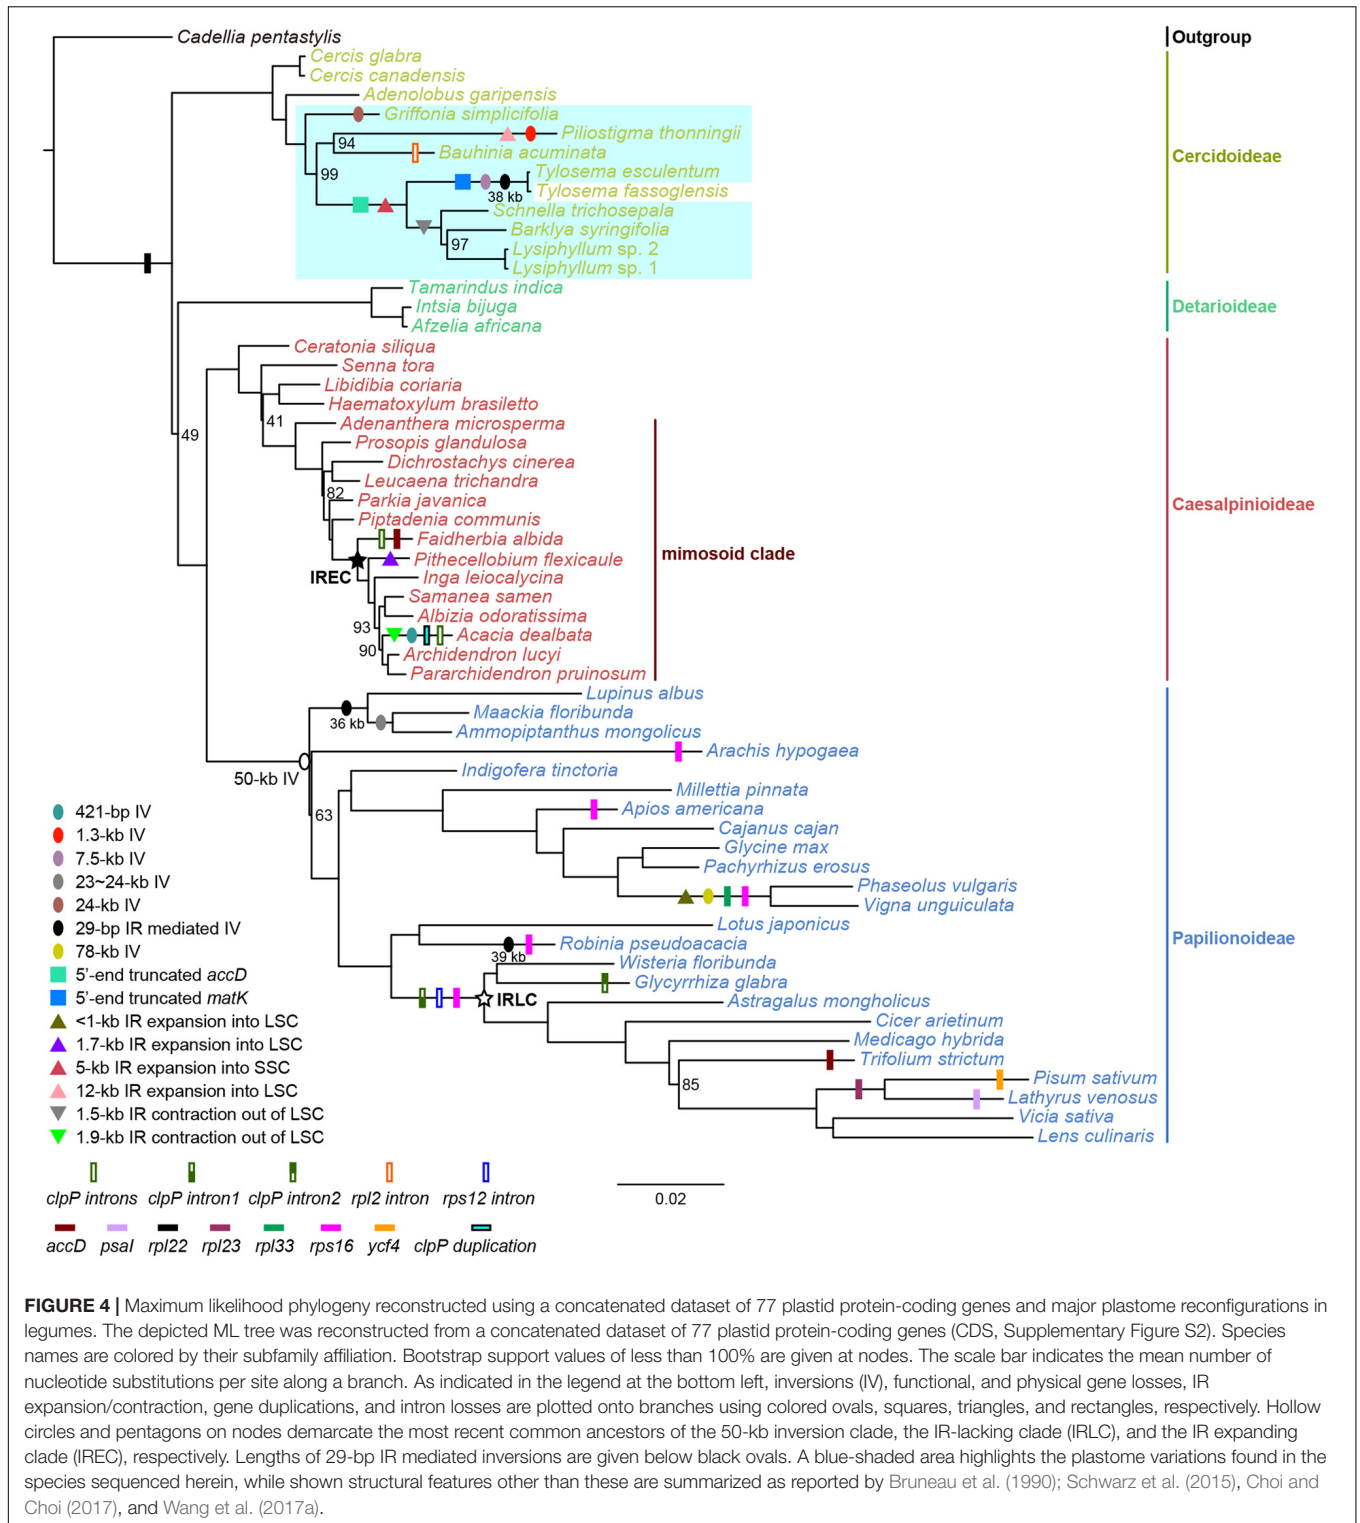 Cadellia pentastylis
Outgroup
Cercis glabra
Cercis canadensis
Adenolobus garipensis
Griffonia simplicifolia
Piliostigma thonningii
94
Bauhinia acuminata
Cercidoideae
99
Tylosema esculentum
38 kb
Tylosema fassoglensis
Schnella trichosepala
Barklya syringifolia
97
Lysiphyllum sp. 2
Lysiphyllum sp. 1
Tamarindus indica
Intsia bijuga
Detarioideae
Afzelia africana
Ceratonia siliqua
Senna tora
Libidibia coriaria
Haematoxylum brasiletto
41
Adenanthera microsperma
49
Prosopis glandulosa
Dichrostachys cinerea
Leucaena trichandra
82
Parkia javanica
Caesalpinioideae
Piptadenia communis
Faidherbia albida
mimosoid clade
Pithecellobium flexicaule
IREC
Inga leiocalycina
Samanea samen
Albizia odoratissima
93
Acacia dealbata
90
Archidendron lucyi
Pararchidendron pruinosum
Lupinus albus
Maackia floribunda
36 kb
Ammopiptanthus mongolicus
Arachis hypogaea
50-kb IV
Indigofera tinctoria
Millettia pinnata
Apios americana
63
Cajanus cajan
Glycine max
Pachyrhizus erosus
Phaseolus vulgaris
Vigna unguiculata
Lotus japonicus
Papilionoideae
Robinia pseudoacacia
39 kb
Wisteria floribunda
Glycyrrhiza glabra
IRLC
Astragalus mongholicus
Cicer arietinum
Medicago hybrida
Trifolium strictum
85
Pisum sativum
Lathyrus venosus
Vicia sativa
Lens culinaris
421-bp IV
1.3-kb IV
7.5-kb IV
23~24-kb IV
24-kb IV
29-bp IR mediated IV
78-kb IV
5'-end truncated accD
5'-end truncated matK
<1-kb IR expansion into LSC
1.7-kb IR expansion into LSC
5-kb IR expansion into SSC
12-kb IR expansion into LSC
1.5-kb IR contraction out of LSC
1.9-kb IR contraction out of LSC
clpP introns clpP intron1 clpP intron2 rpl2 intron rps12 intron
0.02
accD psaI rpl22 rpl23 rpl33 rps16 ycf4 clpP duplication
FIGURE 4 | Maximum likelihood phylogeny reconstructed using a concatenated dataset of 77 plastid protein-coding genes and major plastome reconfigurations in
legumes. The depicted ML tree was reconstructed from a concatenated dataset of 77 plastid protein-coding genes (CDS, Supplementary Figure S2). Species
names are colored by their subfamily affiliation. Bootstrap support values of less than 100% are given at nodes. The scale bar indicates the mean number of
nucleotide substitutions per site along a branch. As indicated in the legend at the bottom left, inversions (IV), functional, and physical gene losses, IR
expansion/contraction, gene duplications, and intron losses are plotted onto branches using colored ovals, squares, triangles, and rectangles, respectively. Hollow
circles and pentagons on nodes demarcate the most recent common ancestors of the 50-kb inversion clade, the IR-lacking clade (IRLC), and the IR expanding
clade (IREC), respectively. Lengths of 29-bp IR mediated inversions are given below black ovals. A blue-shaded area highlights the plastome variations found in the
species sequenced herein, while shown structural features other than these are summarized as reported by Bruneau et al. (1990); Schwarz et al. (2015), Choi and
Choi (2017), and Wang et al. (2017a).